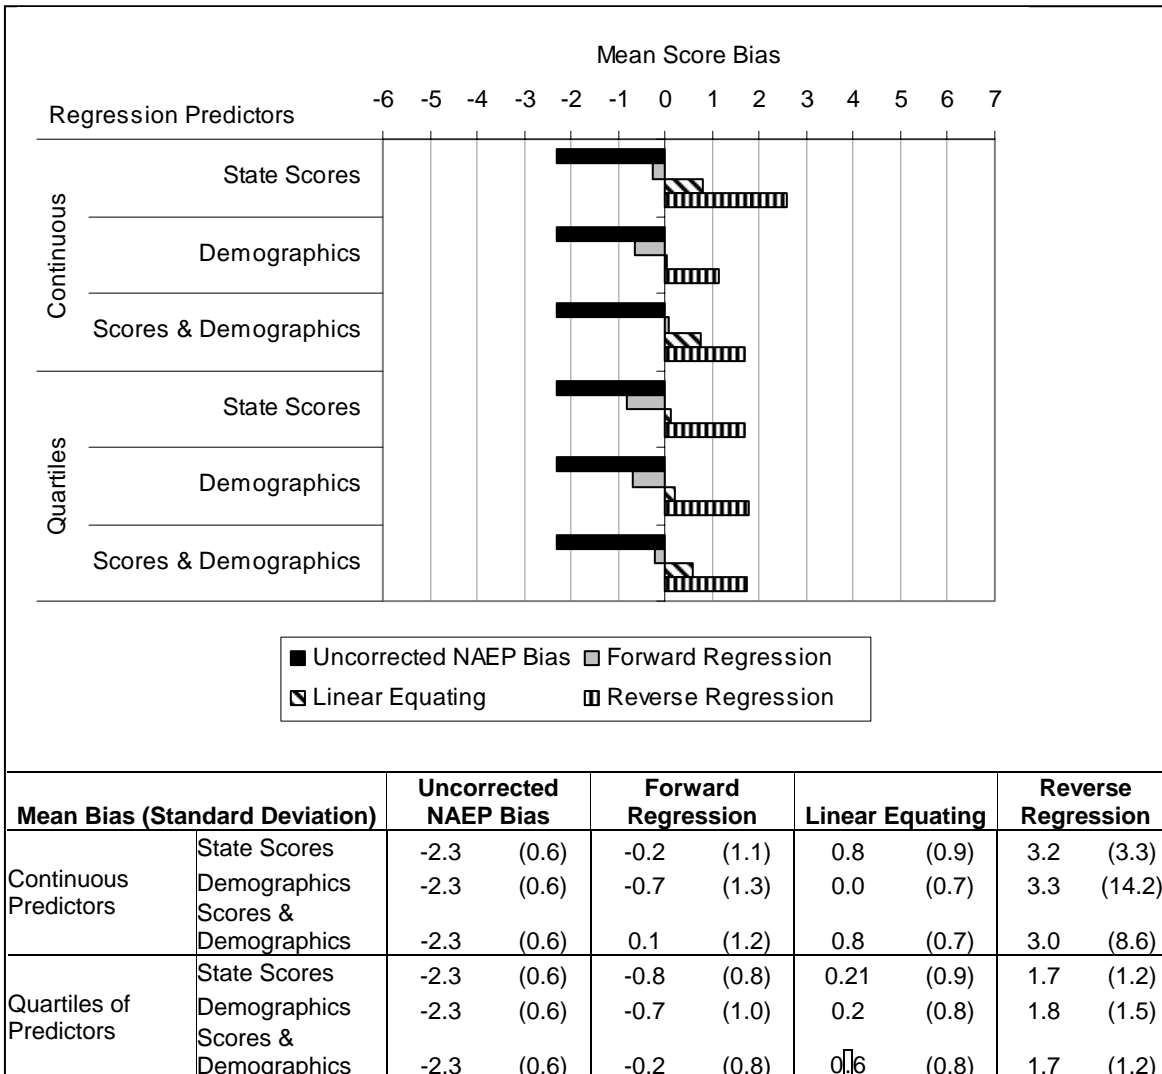 Mean Score Bias
Regression Predictors -6 -5 -4 -3 -2 -1 0 1 2 3 4 5 6 7
Continuous
State Scores
Demographics
Scores & Demographics
Quartiles
State Scores
Demographics
Scores & Demographics
Uncorrected NAEP Bias Forward Regression
Linear Equating Reverse Regression
Mean Bias (Standard Deviation) Uncorrected NAEP Bias Forward Regression Linear Equating Reverse Regression
Continuous Predictors
State Scores -2.3 (0.6) -0.2 (1.1) 0.8 (0.9) 3.2 (3.3)
Demographics -2.3 (0.6) -0.7 (1.3) 0.0 (0.7) 3.3 (14.2)
Scores &
Demographics -2.3 (0.6) 0.1 (1.2) 0.8 (0.7) 3.0 (8.6)
Quartiles of Predictors
State Scores -2.3 (0.6) -0.8 (0.8) 0.21 (0.9) 1.7 (1.2)
Demographics -2.3 (0.6) -0.7 (1.0) 0.2 (0.8) 1.8 (1.5)
Scores &
Demographics -2.3 (0.6) -0.2 (0.8) 0.6 (0.8) 1.7 (1.2)